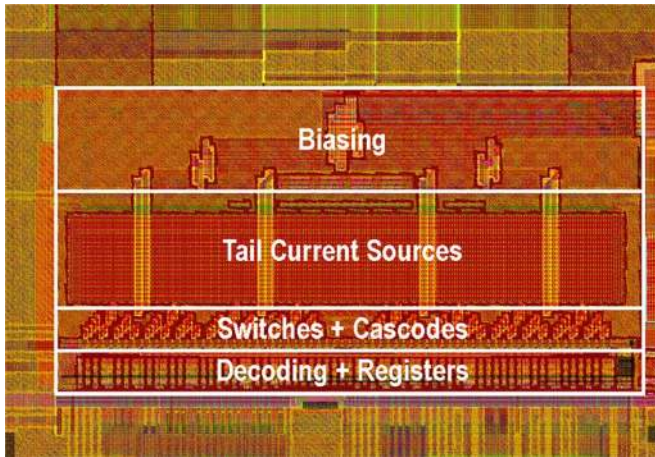 Biasing
Tail Current Sources
Switches + Cascodes
Decoding + Registers